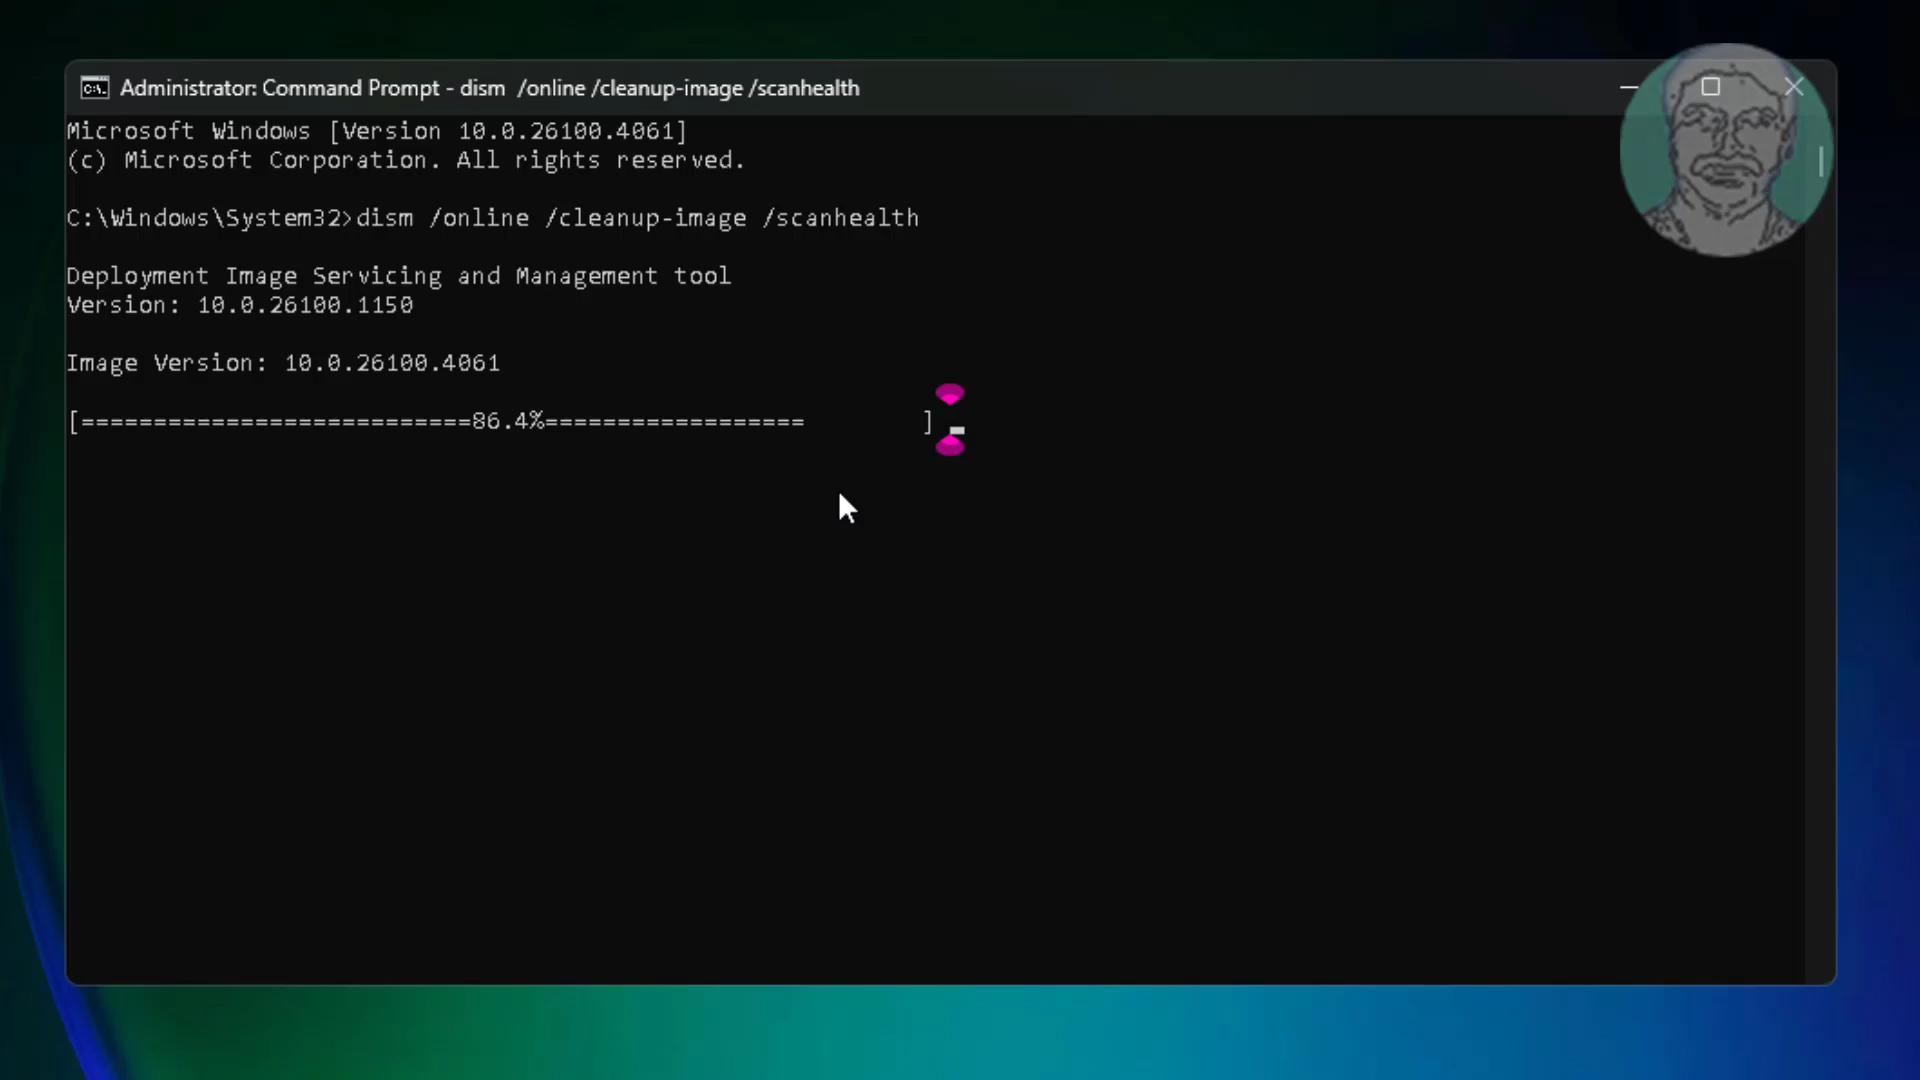 Administrator: Command Prompt - dism  /online /cleanup-image /scanhealth
Microsoft Windows [Version 10.0.26100.4061]
(c) Microsoft Corporation. All rights reserved.
C:\Windows\System32>dism /online /cleanup-image /scanhealth
Deployment Image Servicing and Management tool
Version: 10.0.26100.1150
Image Version: 10.0.26100.4061
[===========================86.4%==================        ]